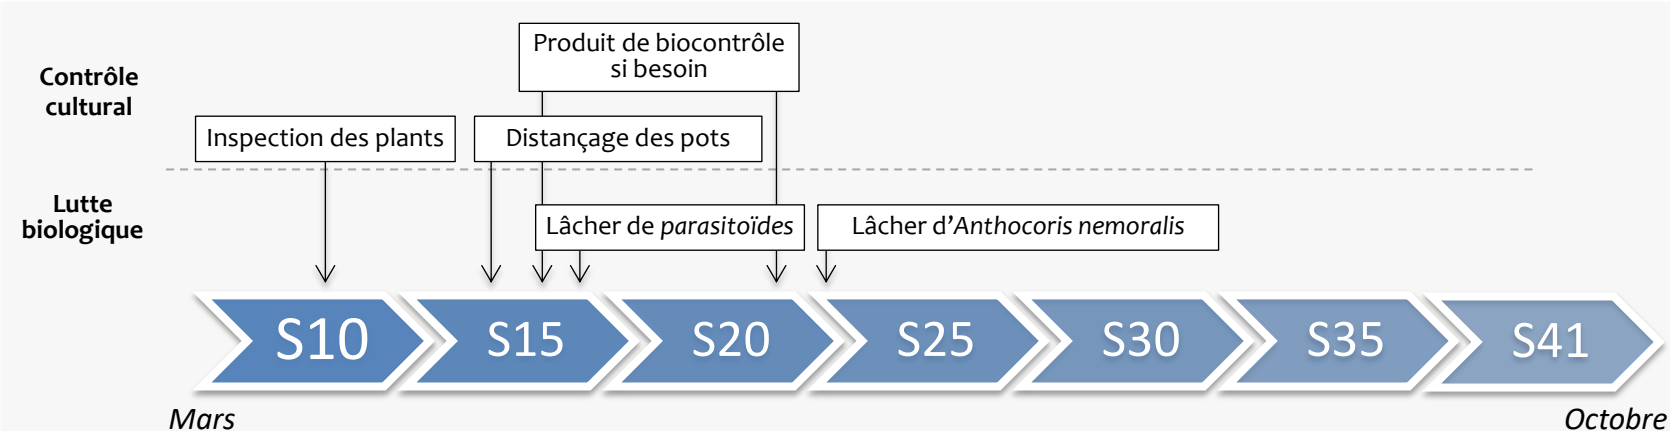 Produit de biocontrôle
si besoin
Contrôle
cultural
Inspection des plants
Distançage des pots
Lutte
biologique
Lâcher de parasitoïdes
Lâcher d’Anthocoris nemoralis
S10
S15
S20
S25
S30
S35
S41
Mars
Octobre